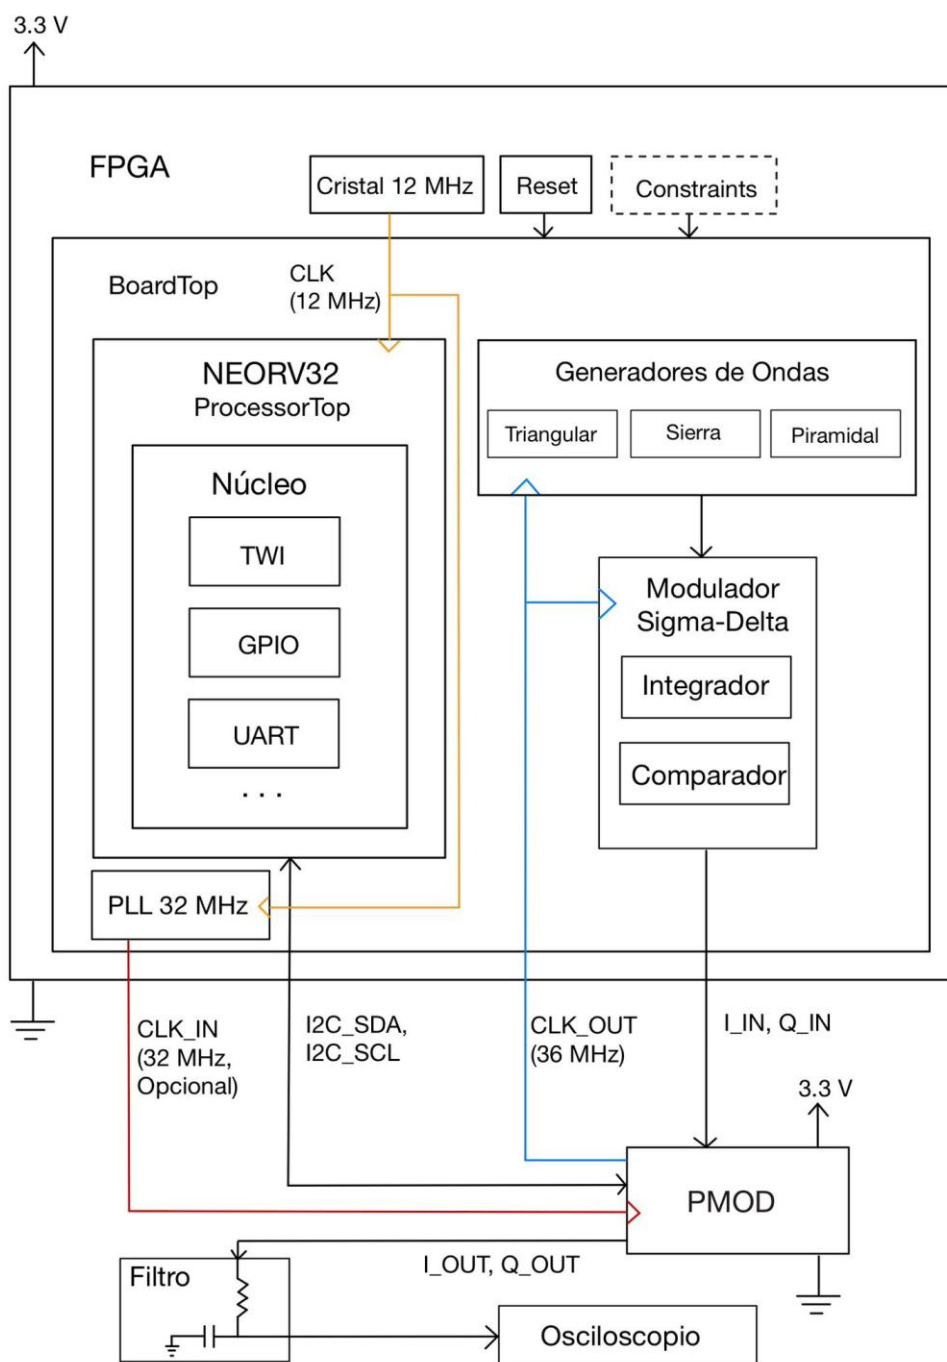 3.3 V
FPGA
Cristal 12 MHz
Reset
Constraints
BoardTop
CLK
(12 MHz)
NEORV32
ProcessorTop
Núcleo
TWI
GPIO
UART
. . .
Generadores de Ondas
Triangular
Sierra
Piramidal
Modulador
Sigma-Delta
Integrador
Comparador
PLL 32 MHz
CLK_IN
(32 MHz,
Opcional)
I2C_SDA,
I2C_SCL
CLK_OUT
(36 MHz)
I_IN, Q_IN
3.3 V
PMOD
I_OUT, Q_OUT
Filtro
Osciloscopio